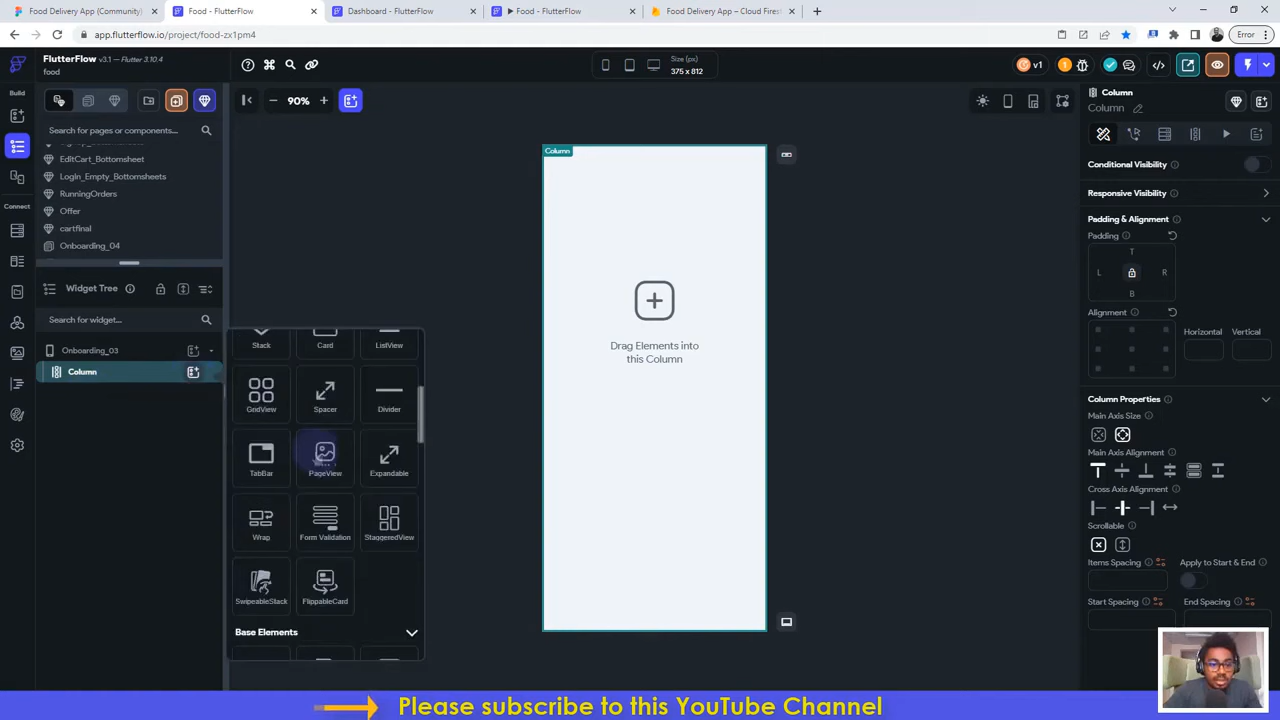 Food Delivery App (Community)
Food - FlutterFlow
Dashboard - FlutterFlow
Food - FlutterFlow
Food Delivery App – Cloud Fires
app.flutterflow.io/project/food-zx1pm4
Error
FlutterFlow v3.1 — Flutter 3.10.4
food
Size (px)
375 x 812
v1
1
Build
90%
Column
Column
Search for pages or components...
EdItCart_Bottomsheet
LogIn_Empty_Bottomsheets
RunningOrders
Offer
cartfinal
Onboarding_04
Connect
Widget Tree
Search for widget...
Onboarding_03
Column
Stack
Card
ListView
GridView
Spacer
Divider
TabBar
PageView
Expandable
Wrap
Form Validation
StaggeredView
SwipeableStack
FlippableCard
Base Elements
Column
Drag Elements into
this Column
Conditional Visibility
Responsive Visibility
Padding & Alignment
Padding
T
L
R
B
Alignment
Horizontal
Vertical
Column Properties
Main Axis Size
Main Axis Alignment
Cross Axis Alignment
Scrollable
Items Spacing
Apply to Start & End
Start Spacing
End Spacing
Please subscribe to this YouTube Channel